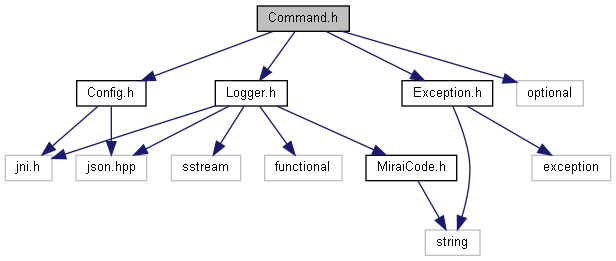 Command.h
Config.h
Logger.h
Exception.h
optional
jni.h
json.hpp
sstream
functional
MiraiCode.h
exception
string